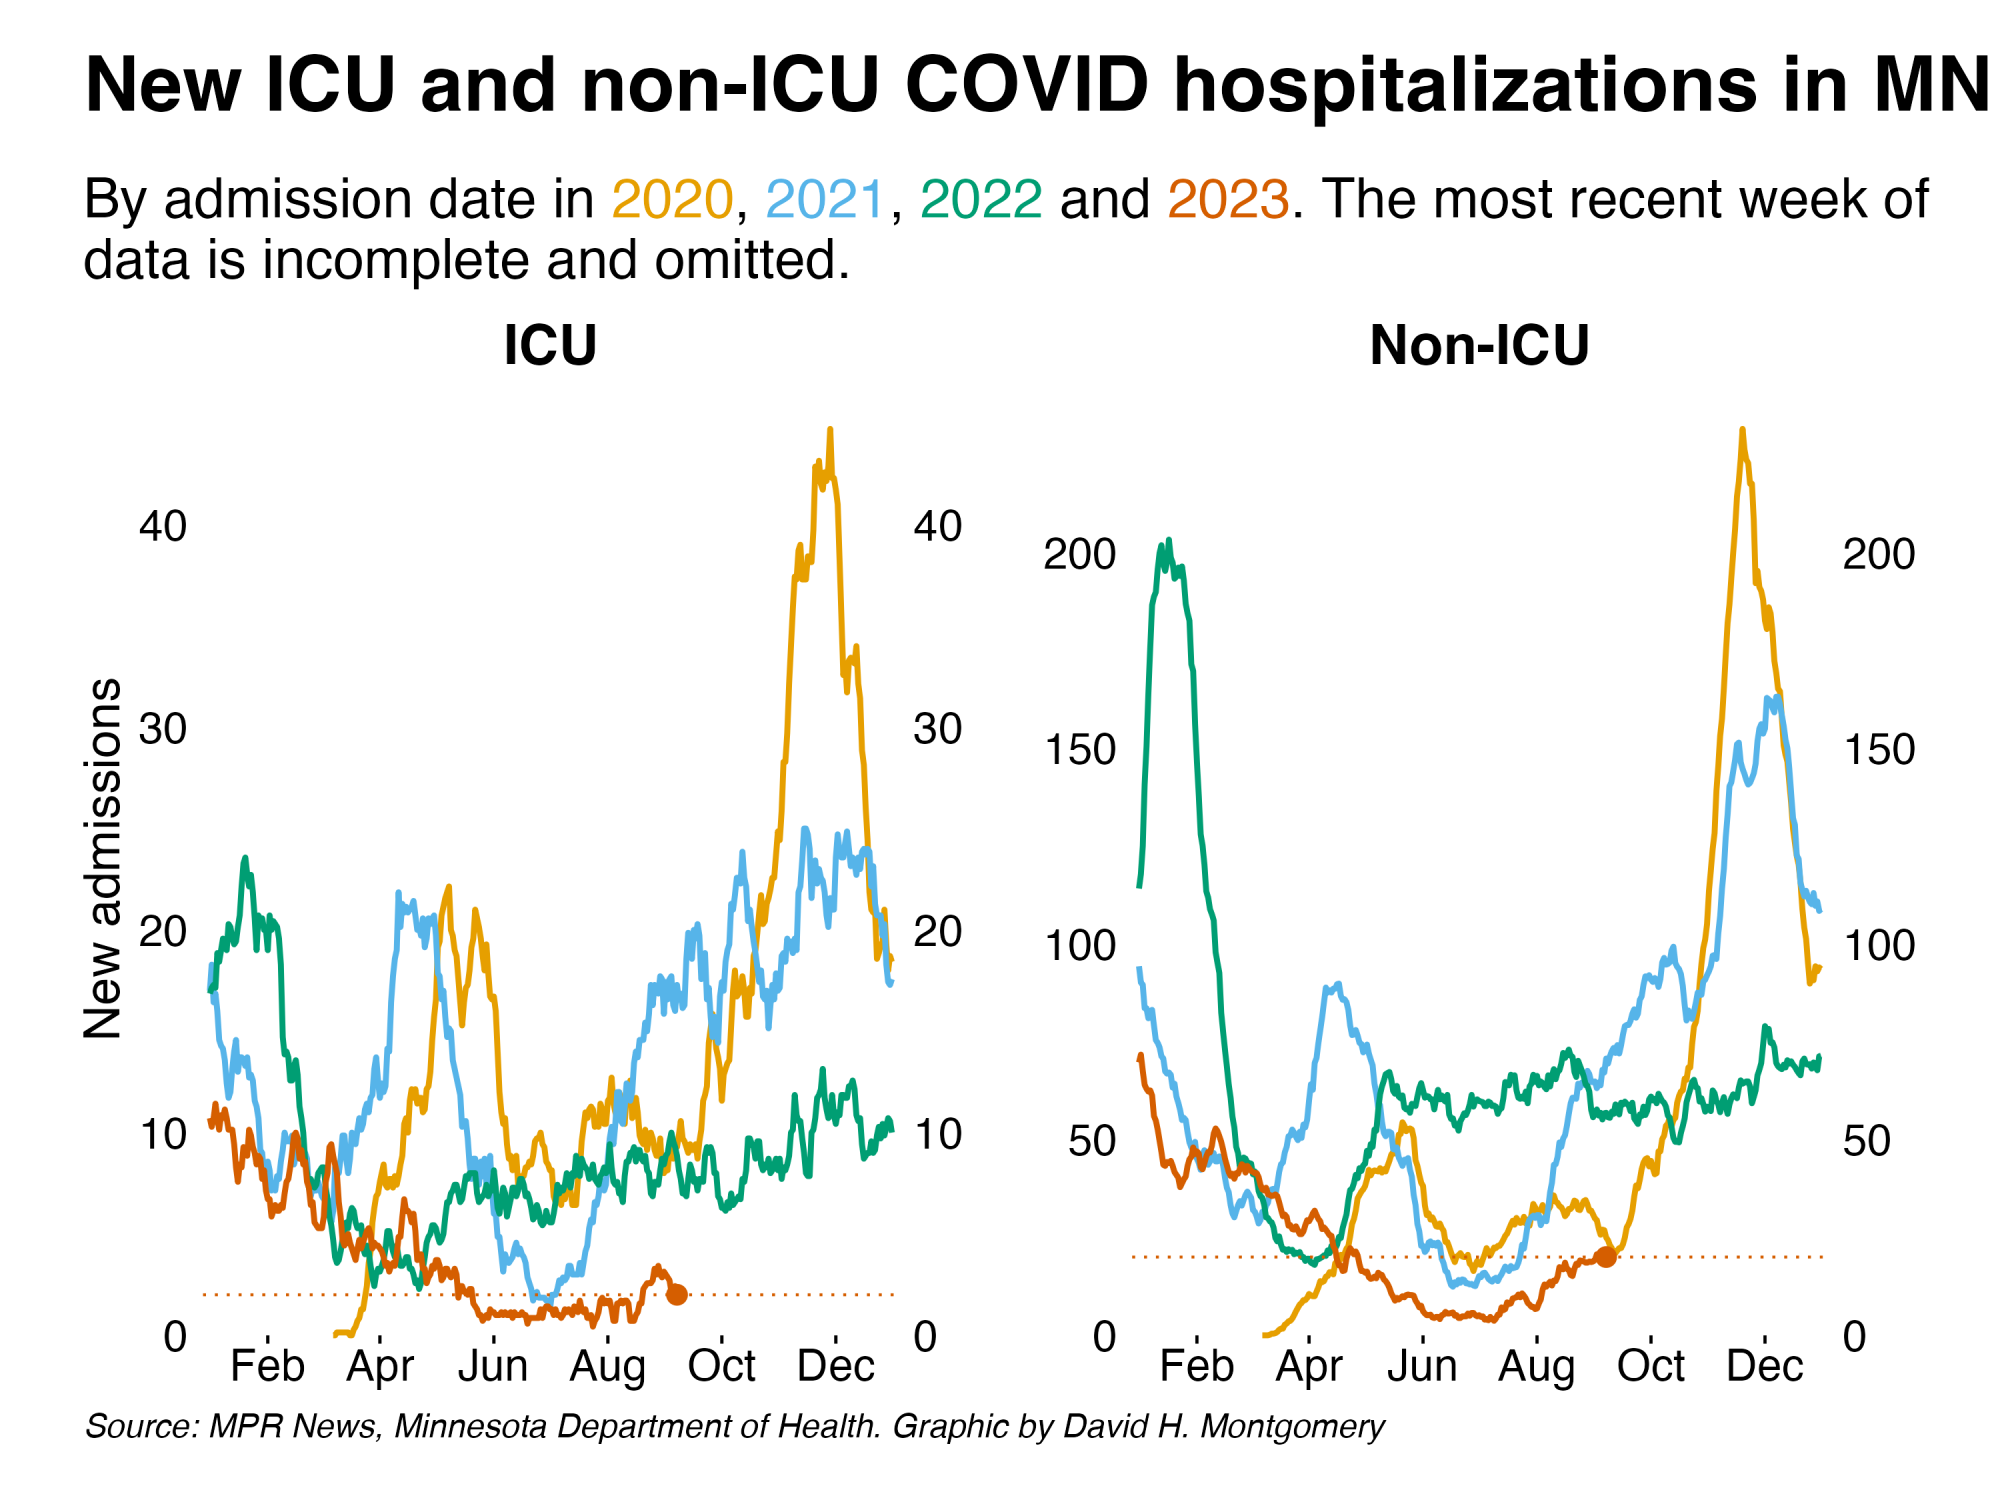 New ICU and non-ICU COVID hospitalizations in MN
By admission date in 2020, 2021, 2022 and 2023. The most recent week of
data is incomplete and omitted.
ICU
Non-ICU
New admissions
40
30
20
10
0
40
30
20
10
0
Feb Apr Jun Aug Oct Dec
200
150
100
50
0
200
150
100
50
0
Feb Apr Jun Aug Oct Dec
Source: MPR News, Minnesota Department of Health. Graphic by David H. Montgomery